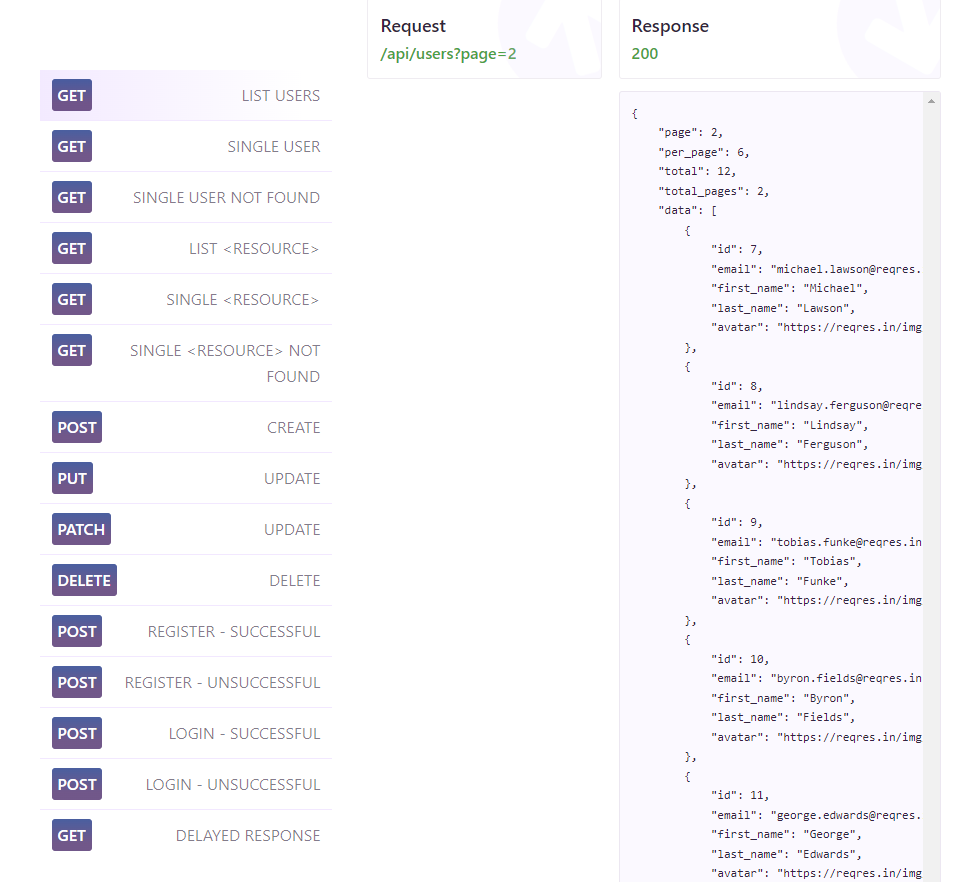 Request
/api/users?page=2
Response
200
GET LIST USERS
GET SINGLE USER
GET SINGLE USER NOT FOUND
GET LIST <RESOURCE>
GET SINGLE <RESOURCE>
GET SINGLE <RESOURCE> NOT
FOUND
POST CREATE
PUT UPDATE
PATCH UPDATE
DELETE DELETE
POST REGISTER - SUCCESSFUL
POST REGISTER - UNSUCCESSFUL
POST LOGIN - SUCCESSFUL
POST LOGIN - UNSUCCESSFUL
GET DELAYED RESPONSE
{
"page": 2,
"per_page": 6,
"total": 12,
"total_pages": 2,
"data": [
{
"id": 7,
"email": "michael.lawson@reqres.
"first_name": "Michael",
"last_name": "Lawson",
"avatar": "https://reqres.in/img
},
{
"id": 8,
"email": "lindsay.ferguson@reqre
"first_name": "Lindsay",
"last_name": "Ferguson",
"avatar": "https://reqres.in/img
},
{
"id": 9,
"email": "tobias.funke@reqres.in
"first_name": "Tobias",
"last_name": "Funke",
"avatar": "https://reqres.in/img
},
{
"id": 10,
"email": "byron.fields@reqres.in
"first_name": "Byron",
"last_name": "Fields",
"avatar": "https://reqres.in/img
},
{
"id": 11,
"email": "george.edwards@reqres.
"first_name": "George",
"last_name": "Edwards",
"avatar": "https://reqres.in/img